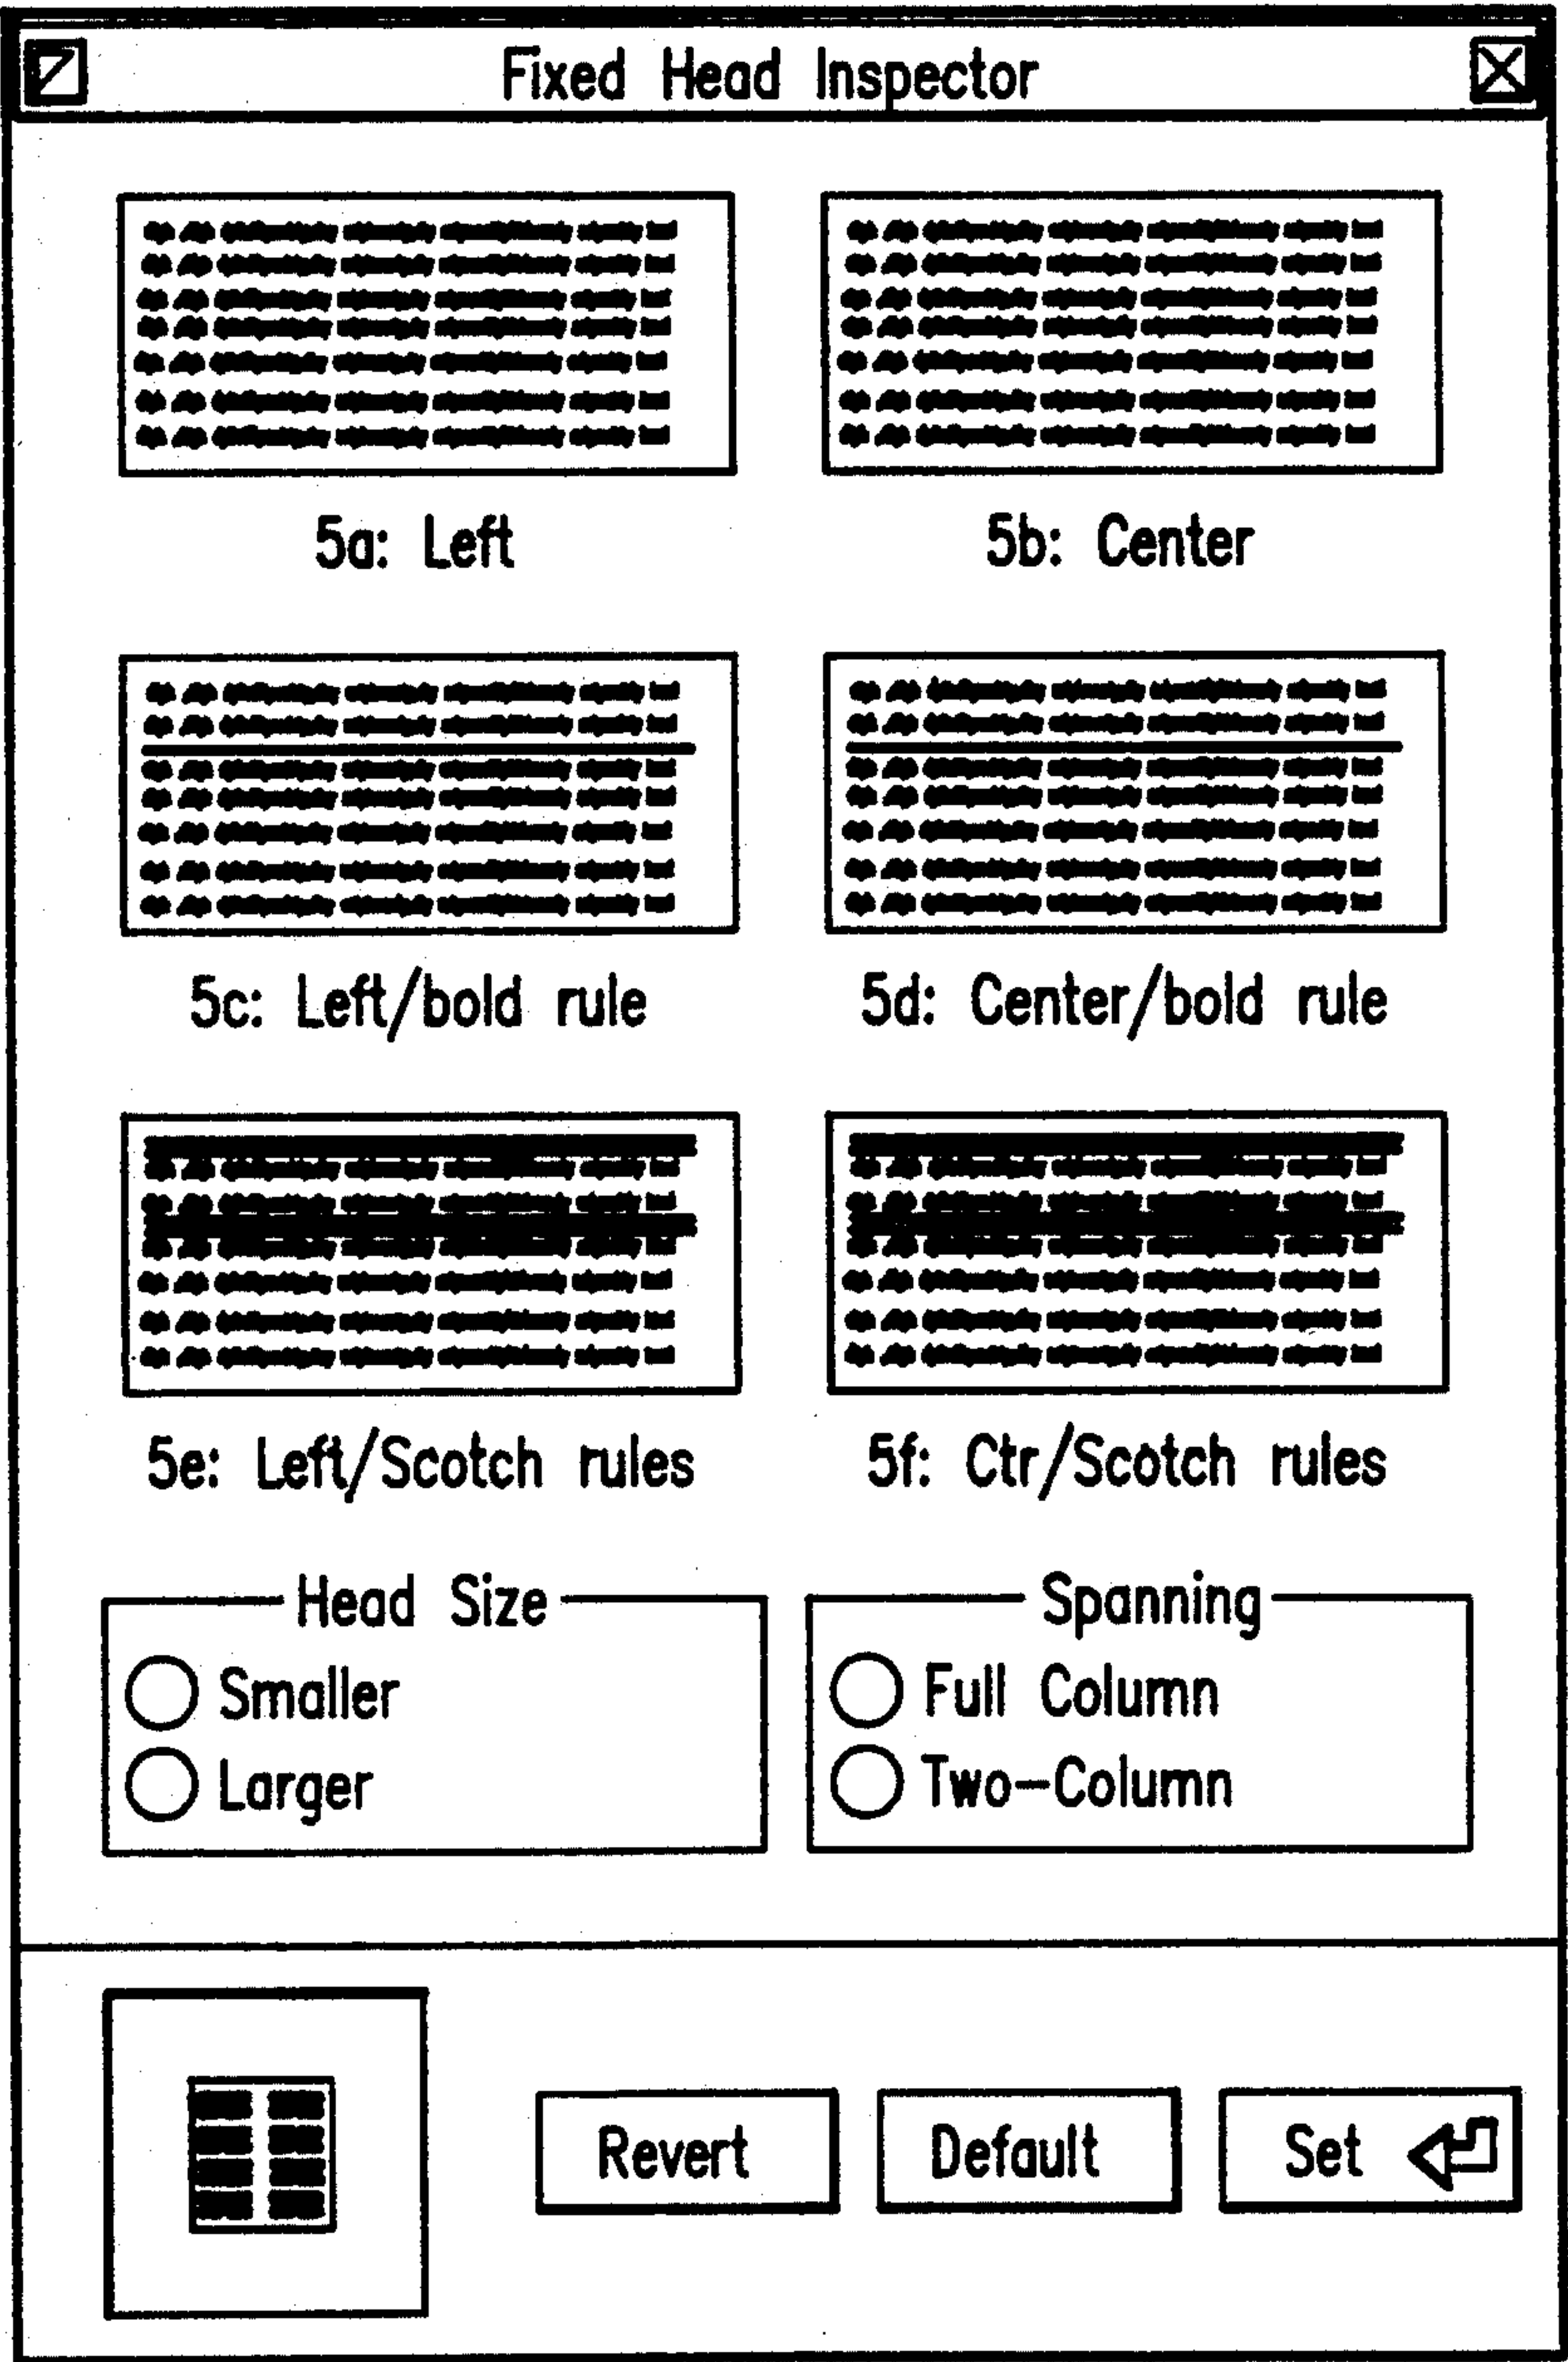 Fixed Head Inspector
5a: Left
5b: Center
5c: Left/bold rule
5d: Center/bold rule
5e: Left/Scotch rules
5f: Ctr/Scotch rules
Head Size
Smaller
Larger
Spanning
Full Column
Two-Column
Revert
Default
Set